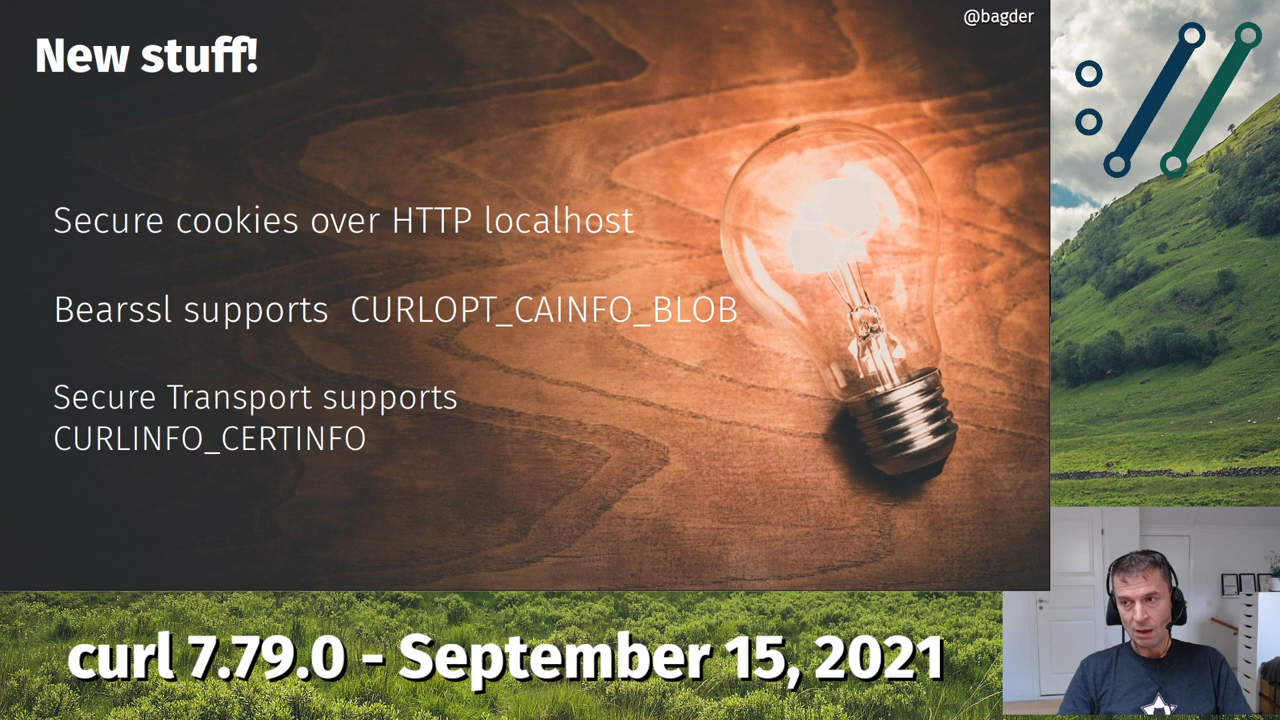 @bagder
New stuff!
Secure cookies over HTTP localhost
Bearssl supports  CURLOPT_CAINFO_BLOB
Secure Transport supports
CURLINFO_CERTINFO
curl 7.79.0 - September 15, 2021